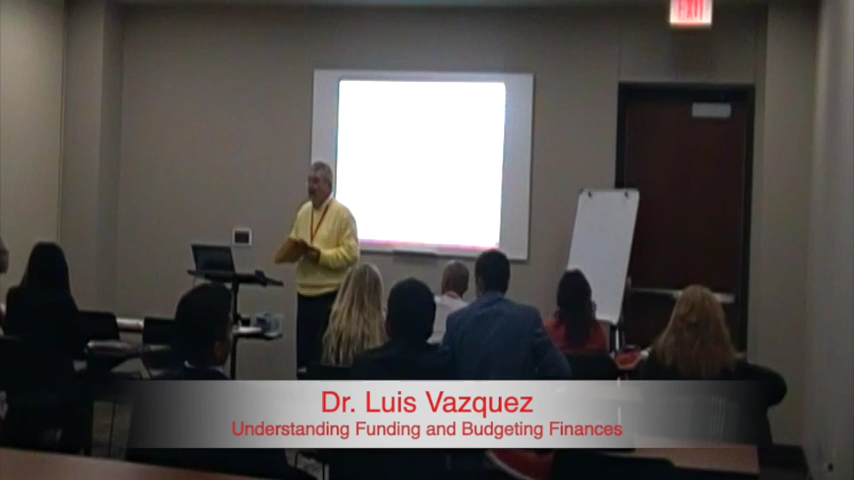 EXIT
Dr. Luis Vazquez
Understanding Funding and Budgeting Finances